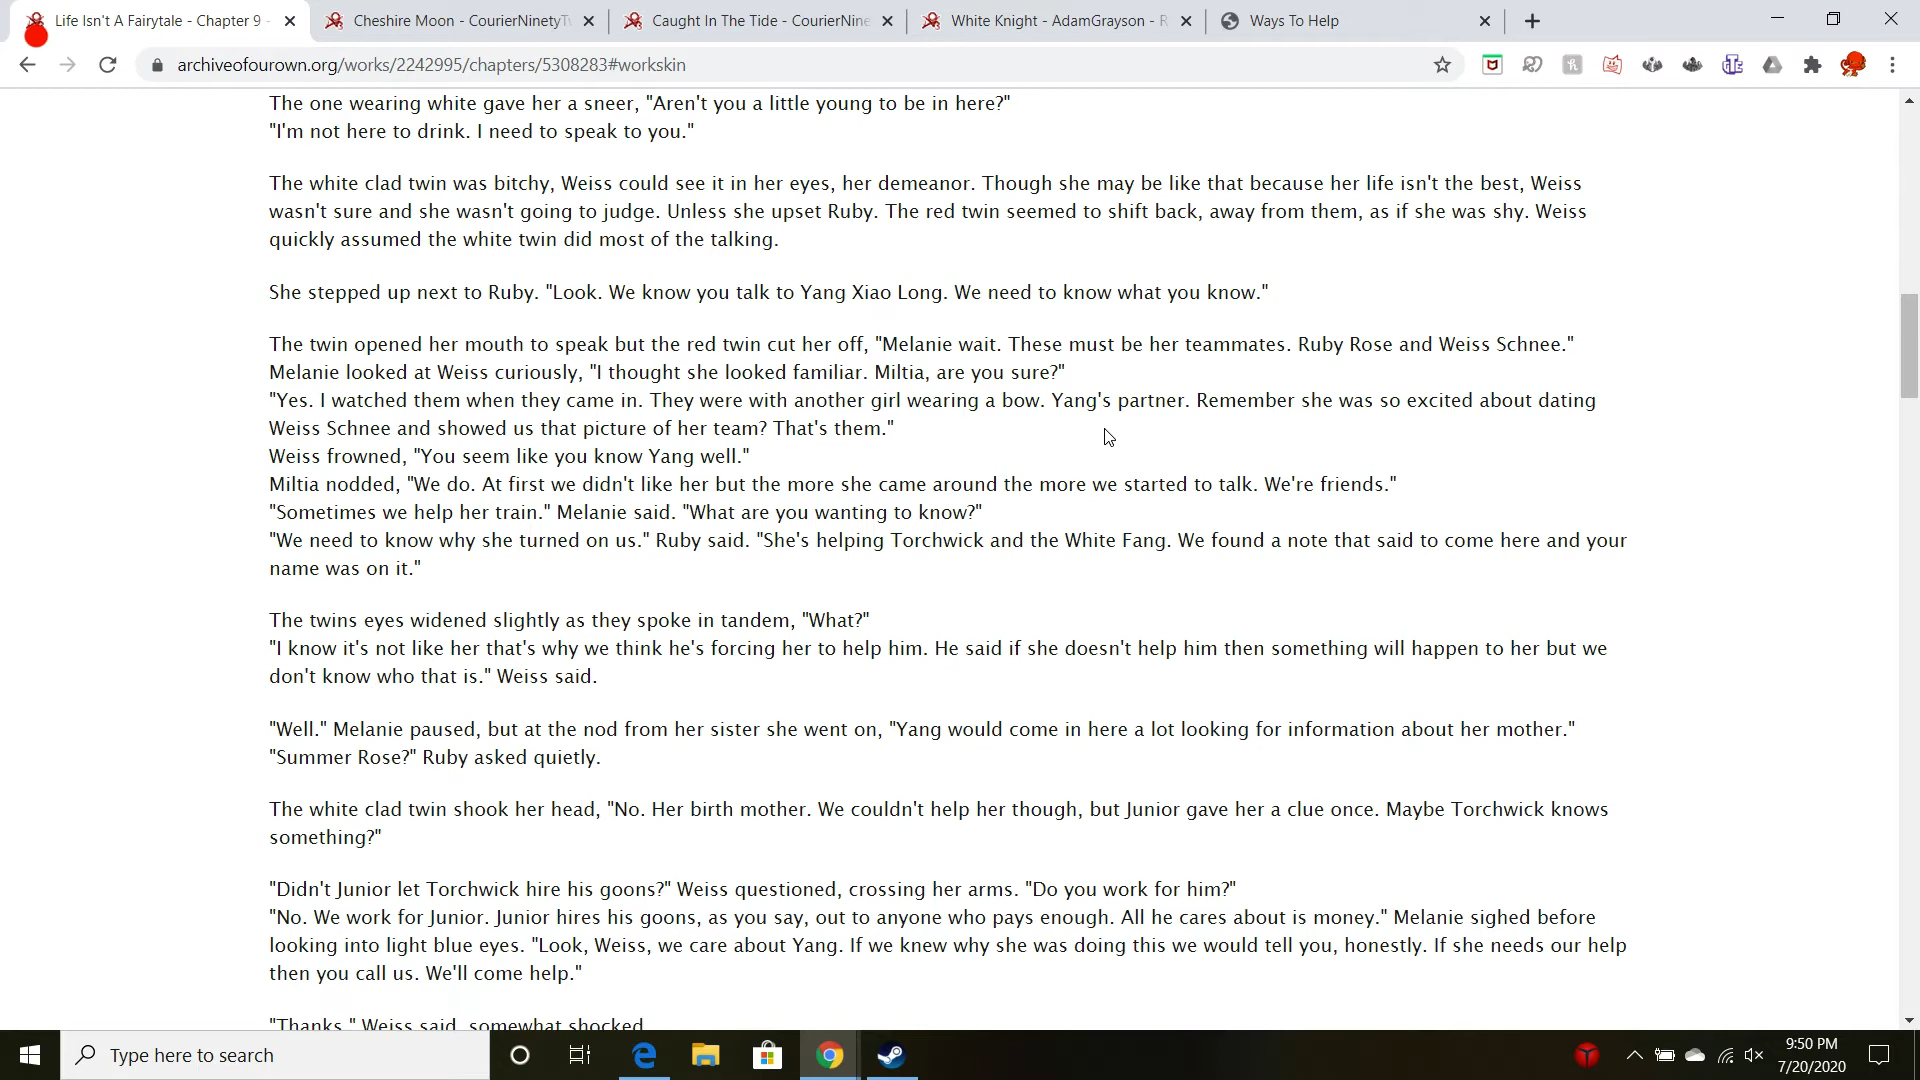 Life Isn't A Fairytale - Chapter 9 -
Cheshire Moon - CourierNinetyTw
Caught In The Tide - CourierNine
White Knight - AdamGrayson - R
Ways To Help
archiveofourown.org/works/2242995/chapters/5308283#workskin
The one wearing white gave her a sneer, "Aren't you a little young to be in here?"
"I'm not here to drink. I need to speak to you."
The white clad twin was bitchy, Weiss could see it in her eyes, her demeanor. Though she may be like that because her life isn't the best, Weiss
wasn't sure and she wasn't going to judge. Unless she upset Ruby. The red twin seemed to shift back, away from them, as if she was shy. Weiss
quickly assumed the white twin did most of the talking.
She stepped up next to Ruby. "Look. We know you talk to Yang Xiao Long. We need to know what you know."
The twin opened her mouth to speak but the red twin cut her off, "Melanie wait. These must be her teammates. Ruby Rose and Weiss Schnee."
Melanie looked at Weiss curiously, "I thought she looked familiar. Miltia, are you sure?"
"Yes. I watched them when they came in. They were with another girl wearing a bow. Yang's partner. Remember she was so excited about dating
Weiss Schnee and showed us that picture of her team? That's them."
Weiss frowned, "You seem like you know Yang well."
Miltia nodded, "We do. At first we didn't like her but the more she came around the more we started to talk. We're friends."
"Sometimes we help her train." Melanie said. "What are you wanting to know?"
"We need to know why she turned on us." Ruby said. "She's helping Torchwick and the White Fang. We found a note that said to come here and your
name was on it."
The twins eyes widened slightly as they spoke in tandem, "What?"
"I know it's not like her that's why we think he's forcing her to help him. He said if she doesn't help him then something will happen to her but we
don't know who that is." Weiss said.
"Well." Melanie paused, but at the nod from her sister she went on, "Yang would come in here a lot looking for information about her mother."
"Summer Rose?" Ruby asked quietly.
The white clad twin shook her head, "No. Her birth mother. We couldn't help her though, but Junior gave her a clue once. Maybe Torchwick knows
something?"
"Didn't Junior let Torchwick hire his goons?" Weiss questioned, crossing her arms. "Do you work for him?"
"No. We work for Junior. Junior hires his goons, as you say, out to anyone who pays enough. All he cares about is money." Melanie sighed before
looking into light blue eyes. "Look, Weiss, we care about Yang. If we knew why she was doing this we would tell you, honestly. If she needs our help
then you call us. We'll come help."
"Thanks." Weiss said, somewhat shocked.
Type here to search
9:50 PM
7/20/2020